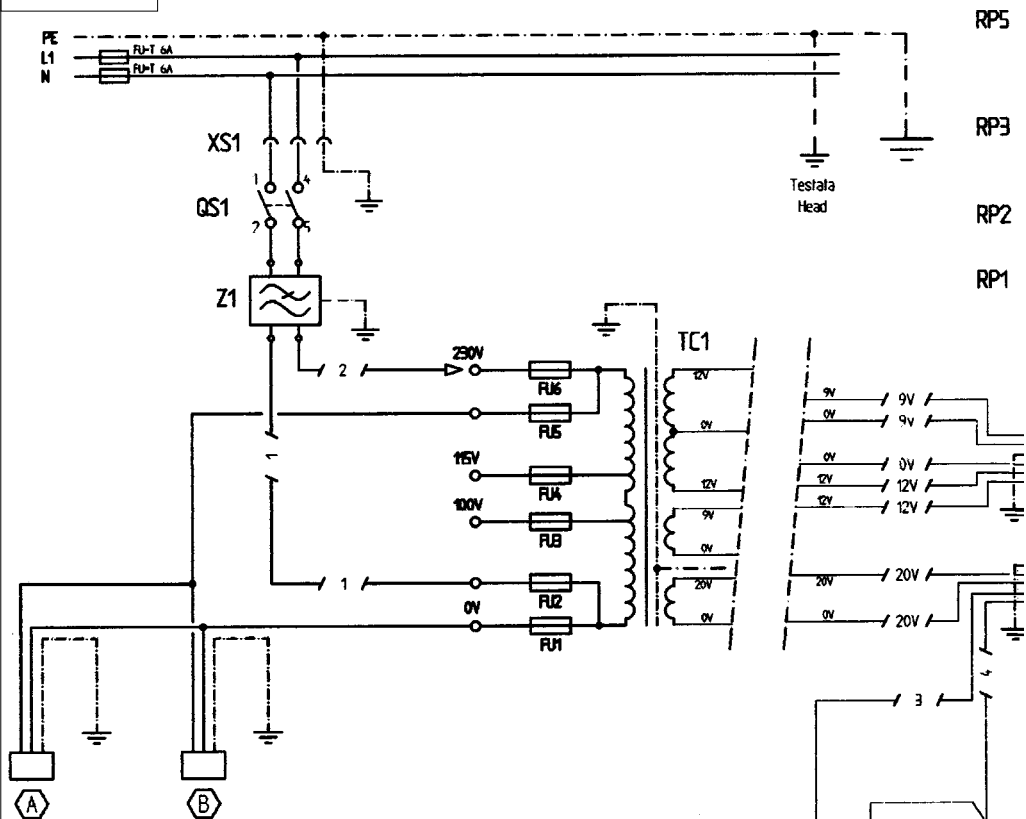 RP5
PE
L1
FU-T 6A
N
FU-T 6A
RP3
XS1
1
4
Testata
Head
QS1
RP2
2
5
Z1
RP1
TC1
230V
2
FU6
12V
9V
9V
FU5
0V
0V
9V
1
115V
FU4
0V
0V
12V
12V
12V
100V
FU3
9V
12V
12V
0V
1
FU2
20V
20V
20V
0V
FU1
0V
0V
20V
4
3
A
B